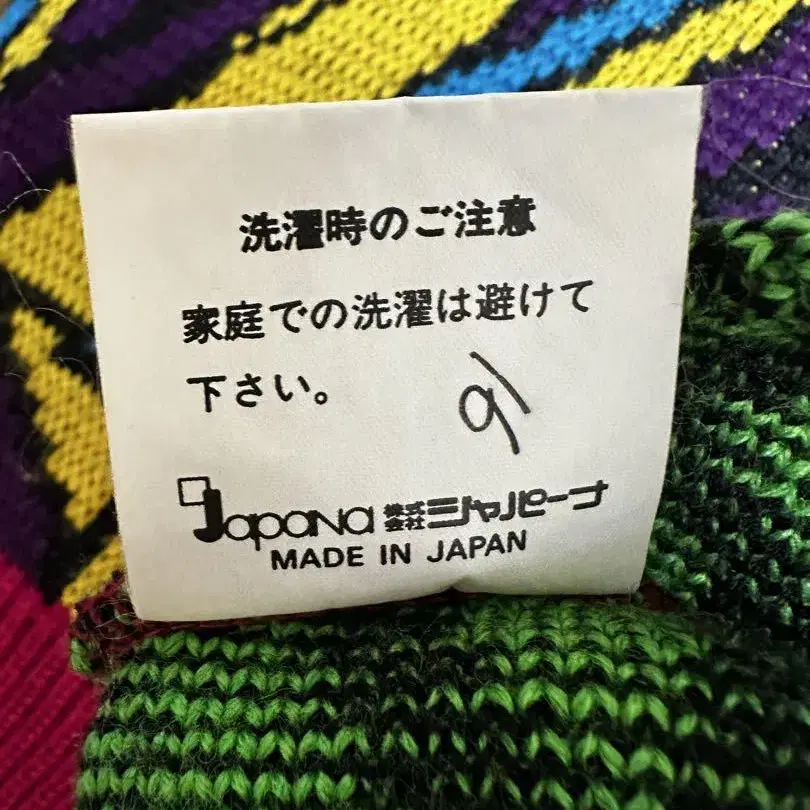 洗濯時のご注意
家庭での洗濯は避けて
下さい。
91
Japana 株式会社ジャパーナ
MADE IN JAPAN